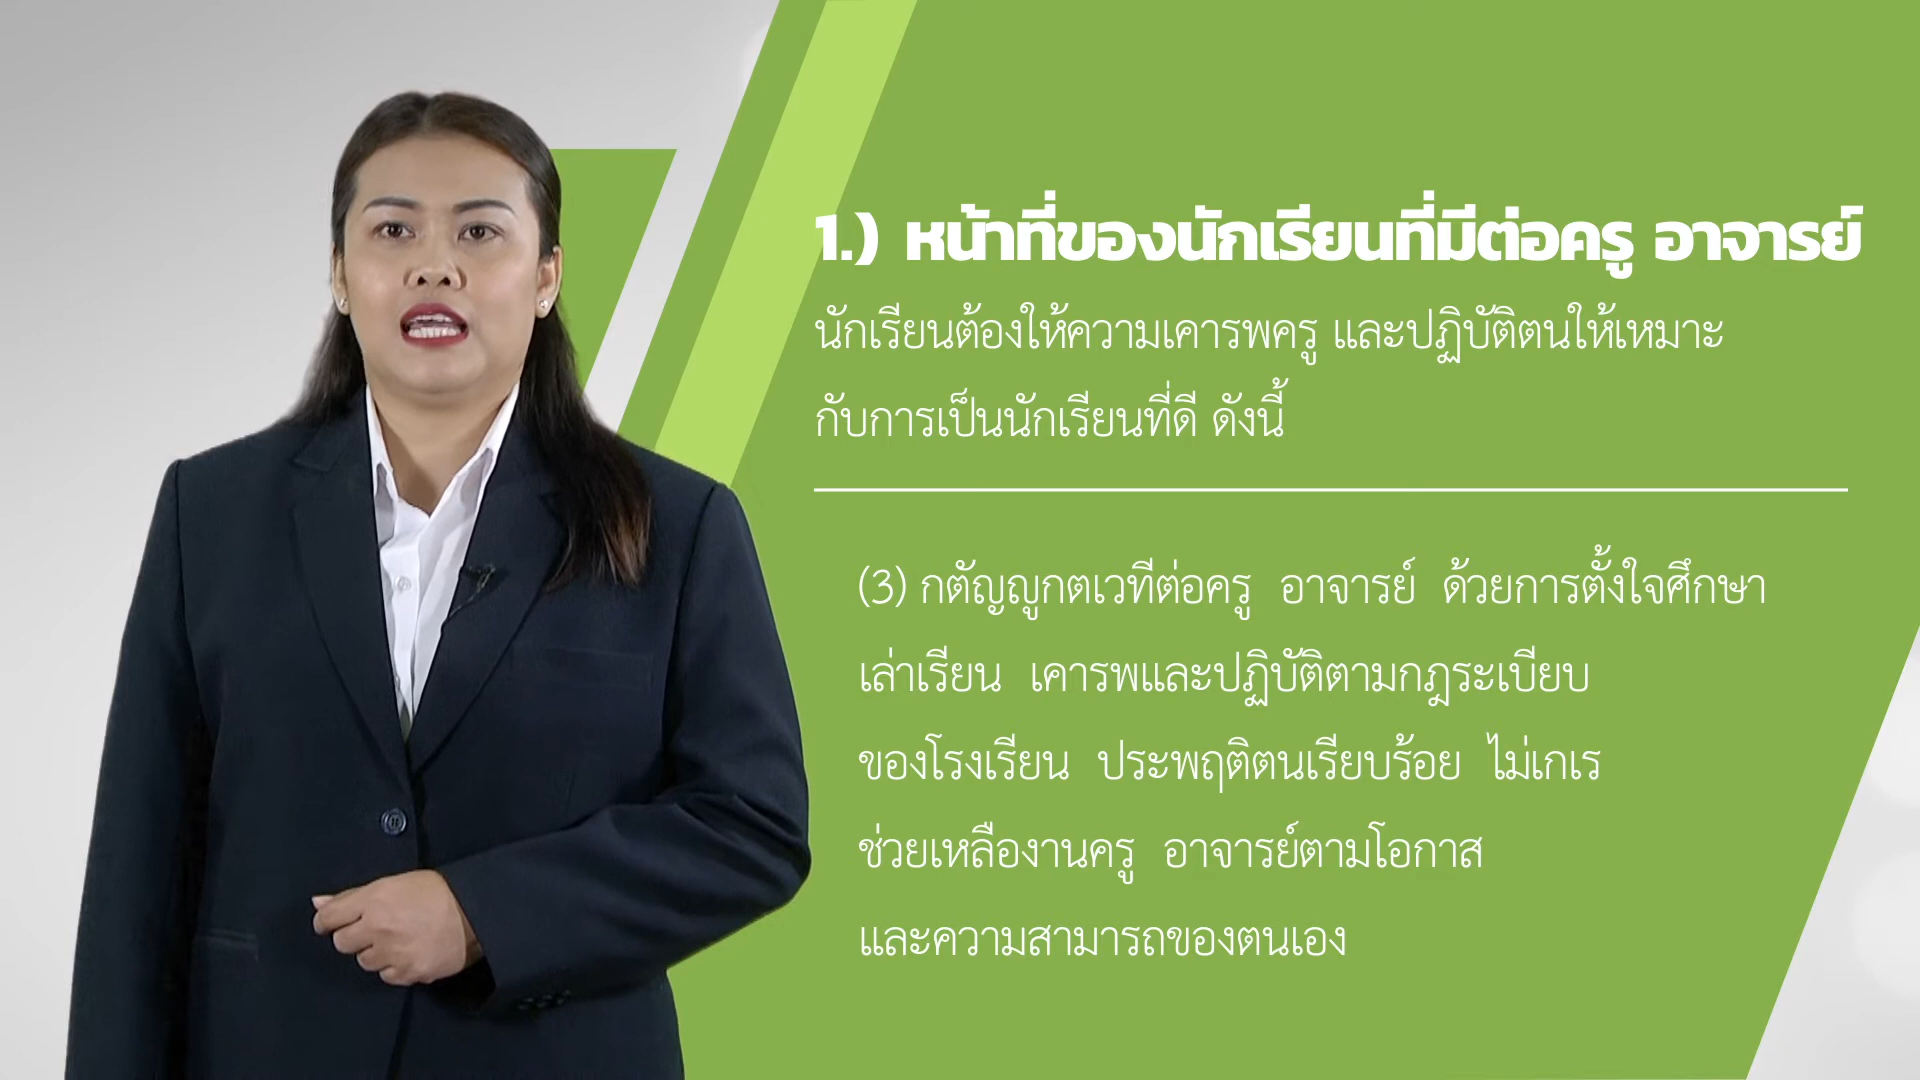 1.) หน้าที่ของนักเรียนที่มีต่อครู อาจารย์
นักเรียนต้องให้ความเคารพครู และปฏิบัติตนให้เหมาะ
กับการเป็นนักเรียนที่ดี ดังนี้
(3) กตัญญูกตเวทีต่อครู อาจารย์ ด้วยการตั้งใจศึกษา
เล่าเรียน เคารพและปฏิบัติตามกฎระเบียบ
ของโรงเรียน ประพฤติตนเรียบร้อย ไม่เกเร
ช่วยเหลืองานครู อาจารย์ตามโอกาส
และความสามารถของตนเอง